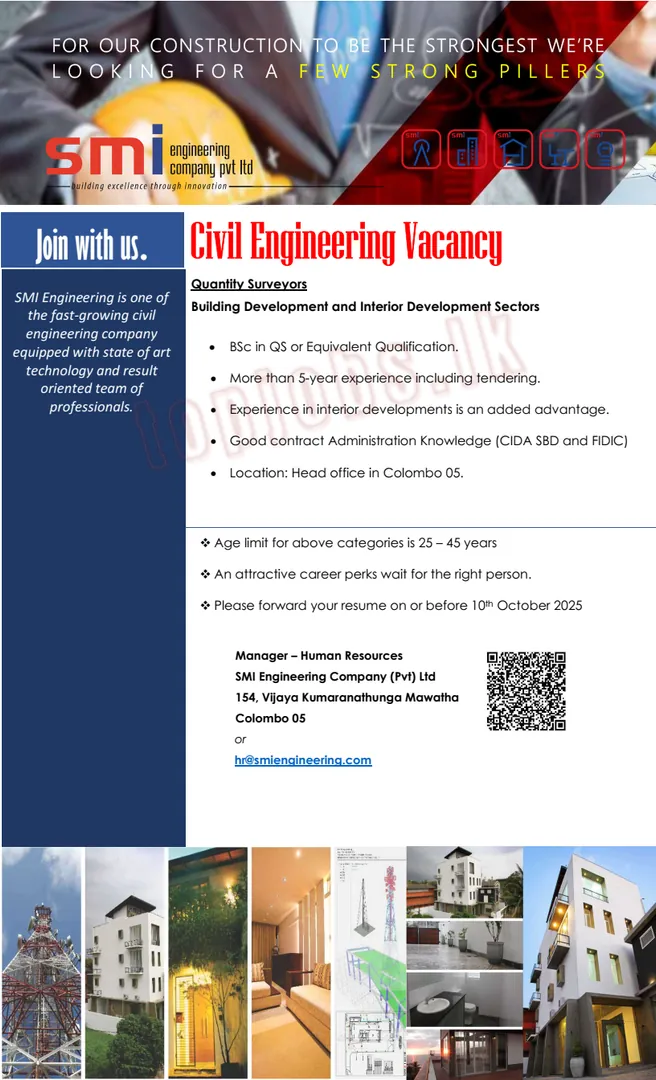 FOR OUR CONSTRUCTION TO BE THE STRONGEST WE'RE
LOOKING FOR A FEW STRONG PILLERS
smi engineering
company pvt ltd
building excellence through innovation
smi smi smi smi smi
Join with us.
Civil Engineering Vacancy
SMI Engineering is one of
the fast-growing civil
engineering company
equipped with state of art
technology and result
oriented team of
professionals.
Quantity Surveyors
Building Development and Interior Development Sectors
• BSc in QS or Equivalent Qualification.
• More than 5-year experience including tendering.
• Experience in interior developments is an added advantage.
• Good contract Administration Knowledge (CIDA SBD and FIDIC)
• Location: Head office in Colombo 05.
topjobs.lk
❖ Age limit for above categories is 25 – 45 years
❖ An attractive career perks wait for the right person.
❖ Please forward your resume on or before 10th October 2025
Manager – Human Resources
SMI Engineering Company (Pvt) Ltd
154, Vijaya Kumaranathunga Mawatha
Colombo 05
or
hr@smiengineering.com